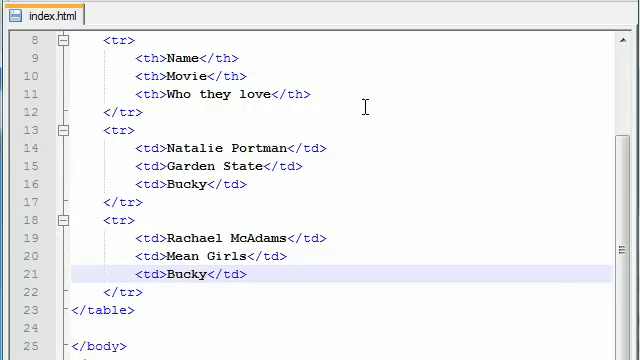 index.html
8 <tr>
9 <th>Name</th>
10 <th>Movie</th>
11 <th>Who they love</th>
12 </tr>
13 <tr>
14 <td>Natalie Portman</td>
15 <td>Garden State</td>
16 <td>Bucky</td>
17 </tr>
18 <tr>
19 <td>Rachael McAdams</td>
20 <td>Mean Girls</td>
21 <td>Bucky</td>
22 </tr>
23 </table>
24
25 </body>